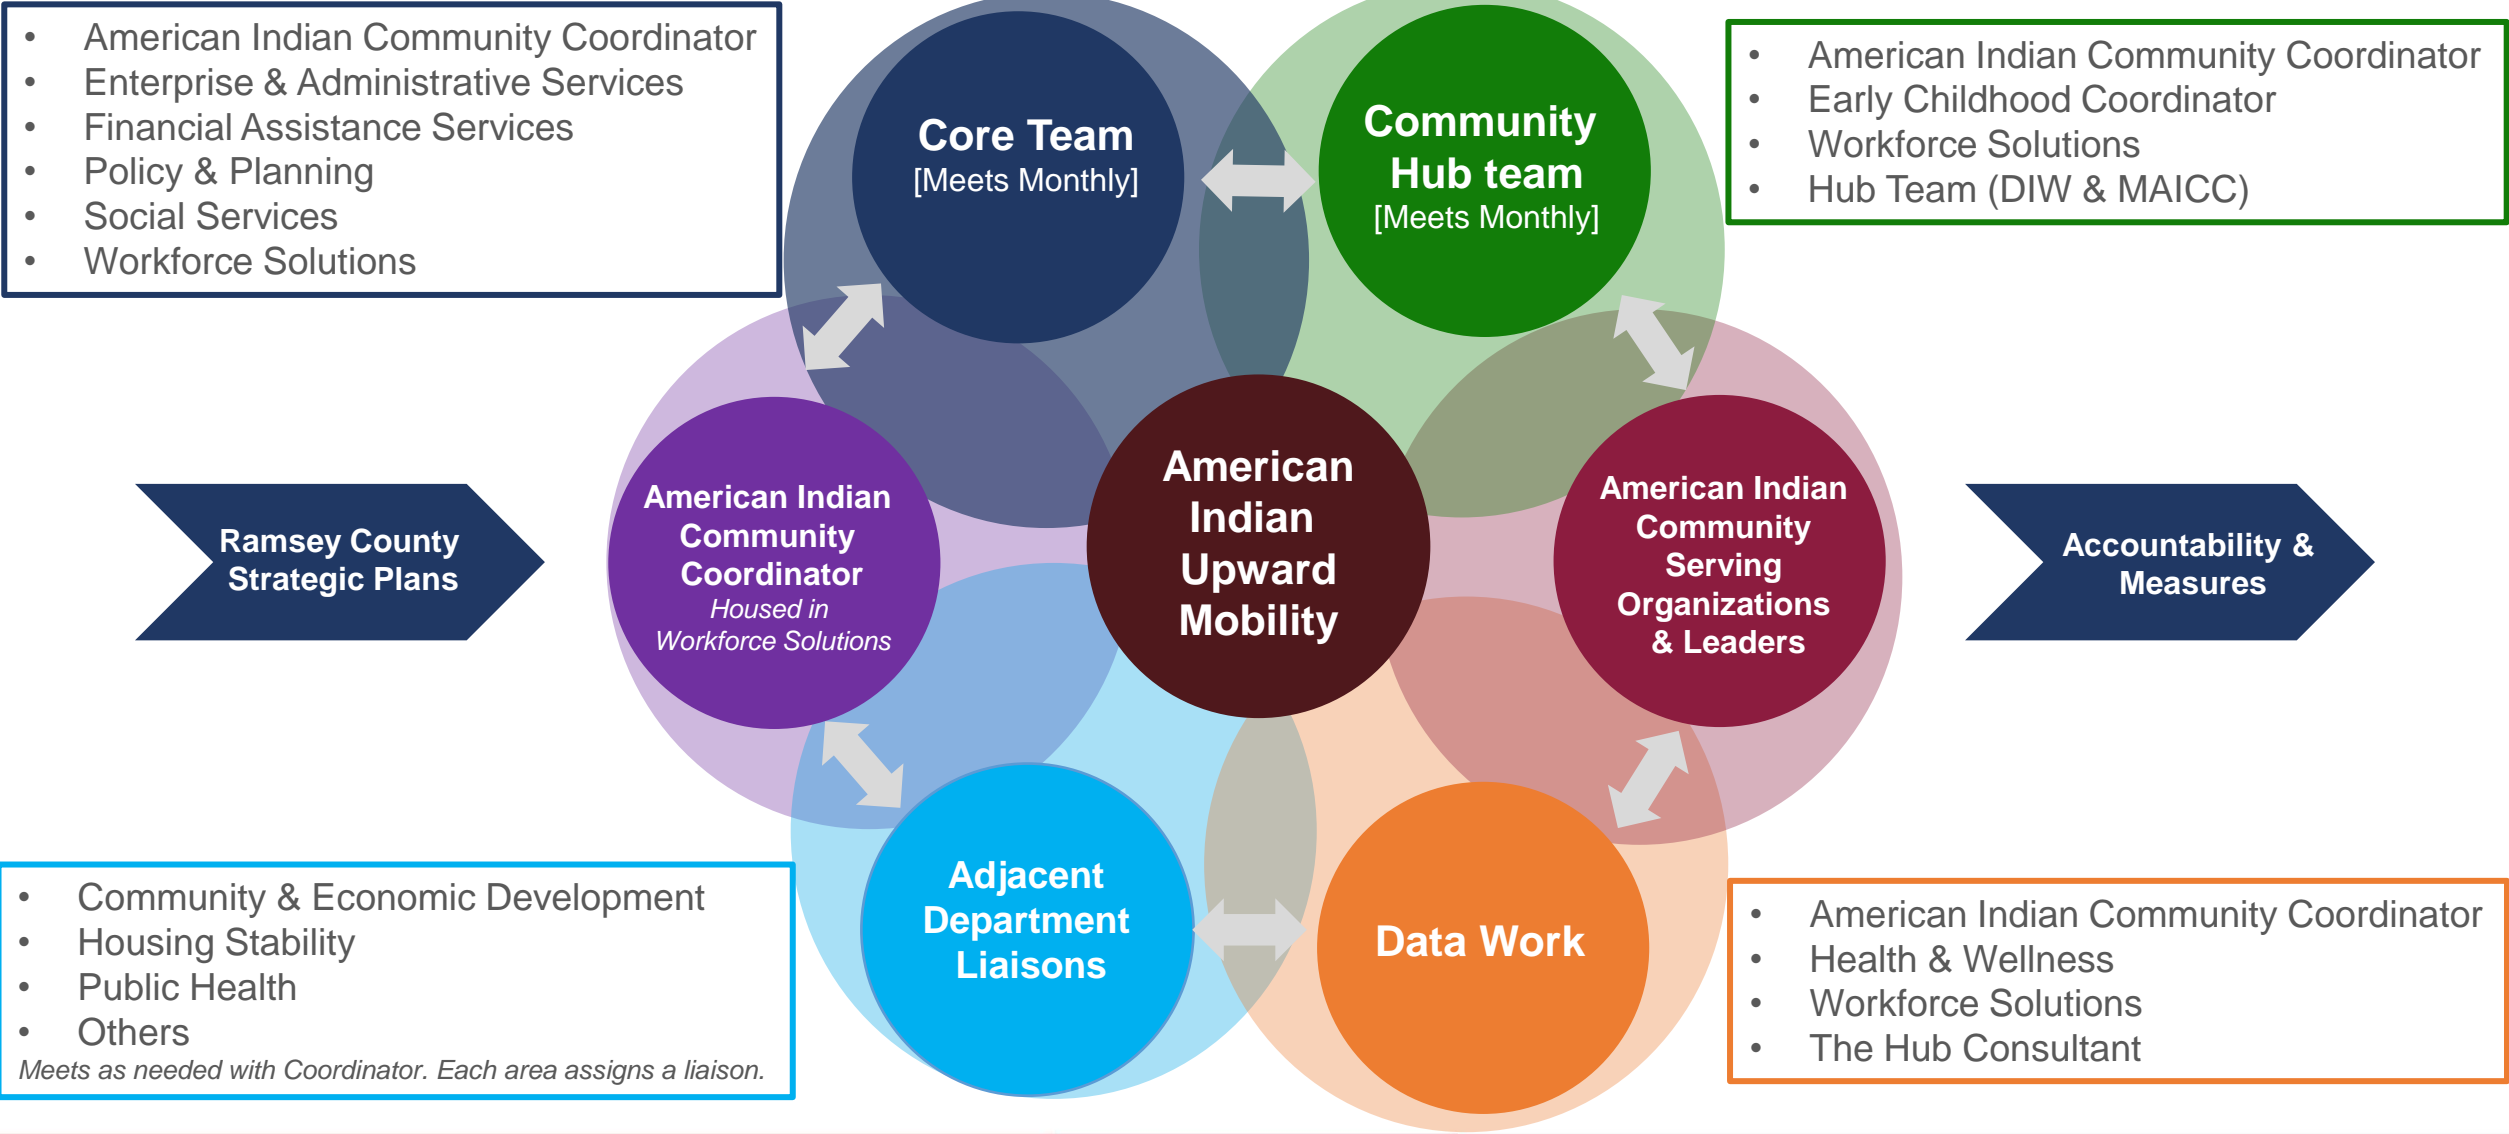 • American Indian Community Coordinator
• Enterprise & Administrative Services
• Financial Assistance Services
• Policy & Planning
• Social Services
• Workforce Solutions
Core Team
[Meets Monthly]
Community
Hub team
[Meets Monthly]
• American Indian Community Coordinator
• Early Childhood Coordinator
• Workforce Solutions
• Hub Team (DIW & MAICC)
Ramsey County
Strategic Plans
American Indian
Community
Coordinator
Housed in
Workforce Solutions
American
Indian
Upward
Mobility
American Indian
Community
Serving
Organizations
& Leaders
Accountability &
Measures
• Community & Economic Development
• Housing Stability
• Public Health
• Others
Meets as needed with Coordinator. Each area assigns a liaison.
Adjacent
Department
Liaisons
Data Work
• American Indian Community Coordinator
• Health & Wellness
• Workforce Solutions
• The Hub Consultant